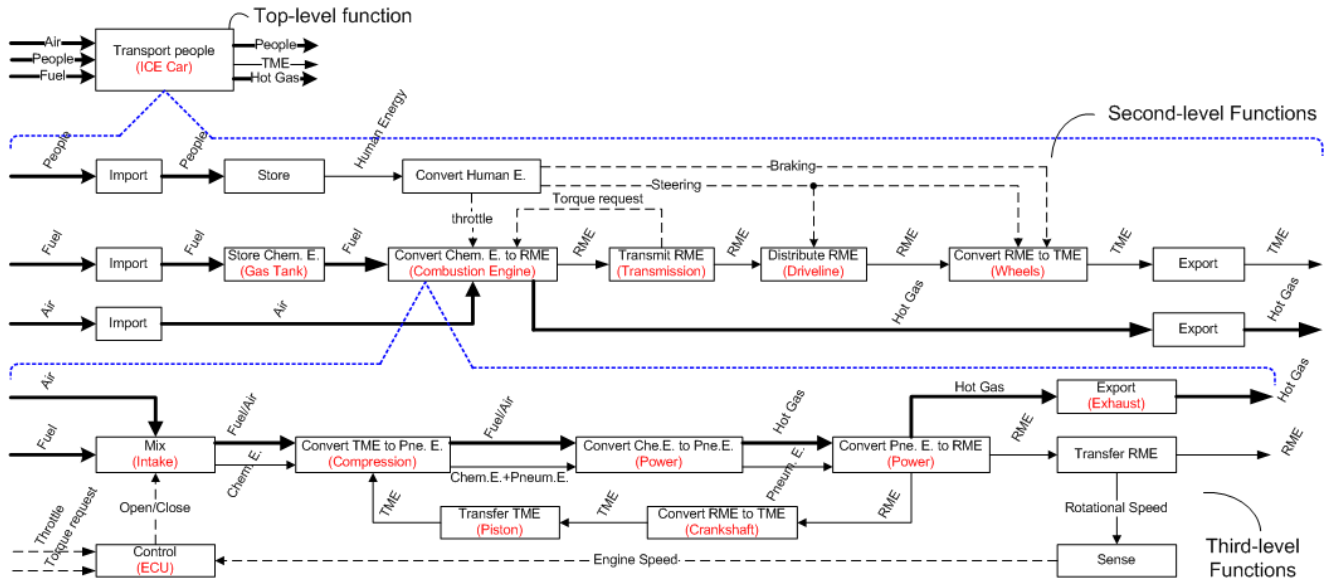 Top-level function
Air
People
Fuel
Transport people
(ICE Car)
People
TME
Hot Gas
Second-level Functions
People
Import
People
Store
Human Energy
Convert Human E.
Braking
Steering
throttle
Torque request
Fuel
Import
Fuel
Store Chem. E.
(Gas Tank)
Fuel
Convert Chem. E. to RME
(Combustion Engine)
RME
Transmit RME
(Transmission)
RME
Distribute RME
(Driveline)
RME
Convert RME to TME
(Wheels)
TME
Export
TME
Air
Import
Air
Hot Gas
Export
Hot Gas
Air
Fuel
Mix
(Intake)
Fuel/Air
Chem. E.
Convert TME to Pne. E.
(Compression)
Fuel/Air
Chem.E.+Pneum.E.
Convert Che.E. to Pne.E.
(Power)
Hot Gas
Pneum. E.
Convert Pne. E. to RME
(Power)
Hot Gas
Export
(Exhaust)
Hot Gas
RME
Transfer RME
RME
Open/Close
TME
Transfer TME
(Piston)
TME
Convert RME to TME
(Crankshaft)
RME
Rotational Speed
Throttle
Torque request
Control
(ECU)
Engine Speed
Sense
Third-level
Functions